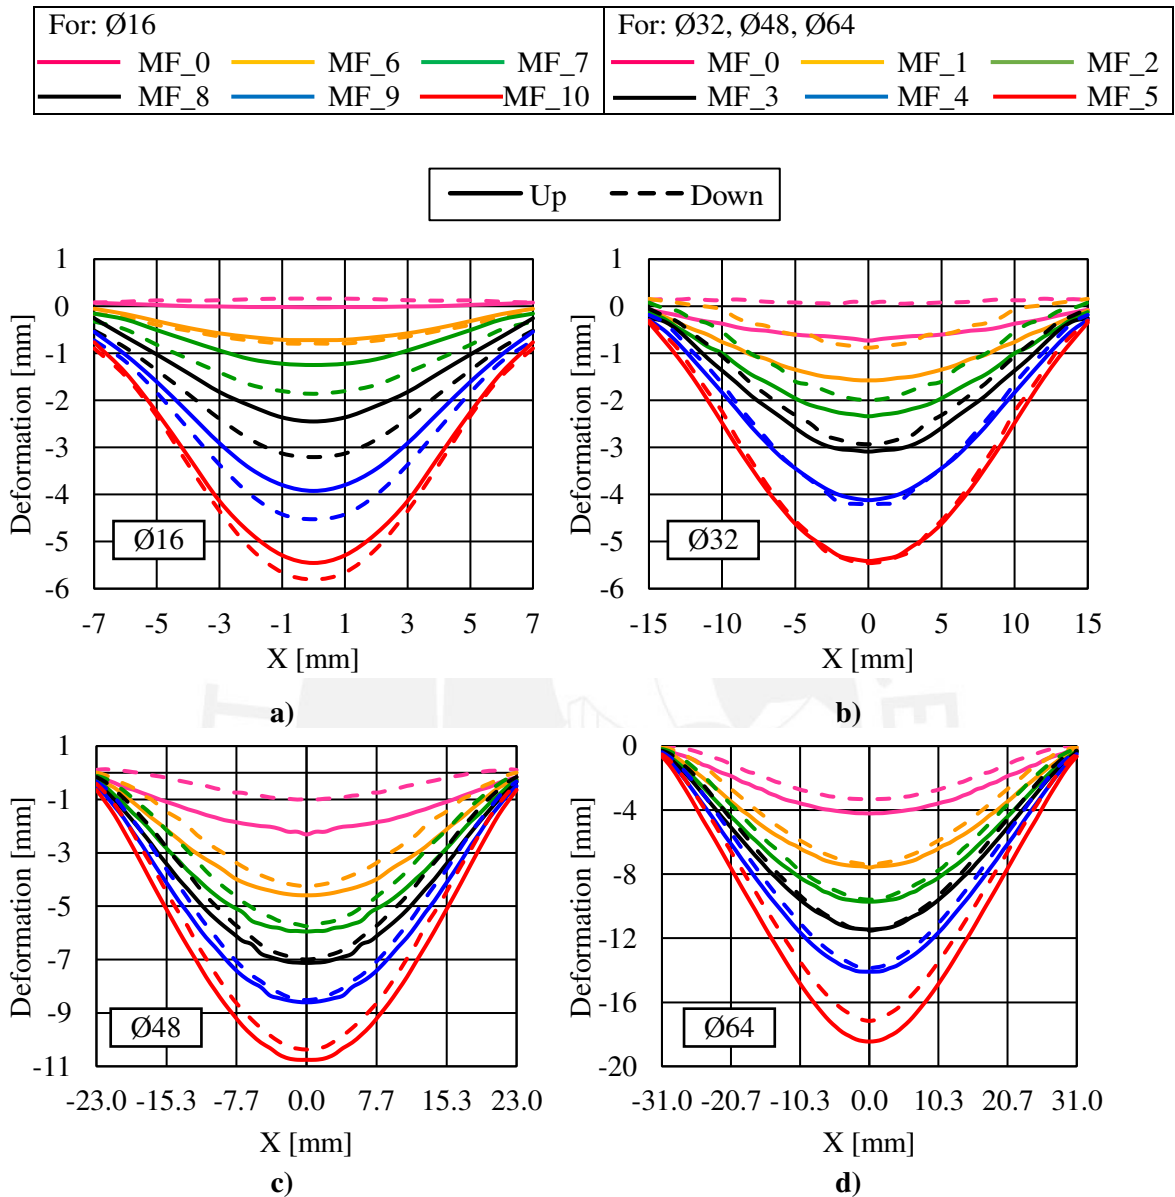 For: Ø16 For: Ø32, Ø48, Ø64
MF_0 MF_6 MF_7 MF_0 MF_1 MF_2
MF_8 MF_9 MF_10 MF_3 MF_4 MF_5
Up Down
1
0
-1
-2
-3
-4
-5
-6
Deformation [mm]
Ø16
-7 -5 -3 -1 1 3 5 7
X [mm]
a)
1
0
-1
-2
-3
-4
-5
-6
Deformation [mm]
Ø32
-15 -10 -5 0 5 10 15
X [mm]
b)
1
-1
-3
-5
-7
-9
-11
Deformation [mm]
Ø48
-23.0 -15.3 -7.7 0.0 7.7 15.3 23.0
X [mm]
c)
0
-4
-8
-12
-16
-20
Deformation [mm]
Ø64
-31.0 -20.7 -10.3 0.0 10.3 20.7 31.0
X [mm]
d)